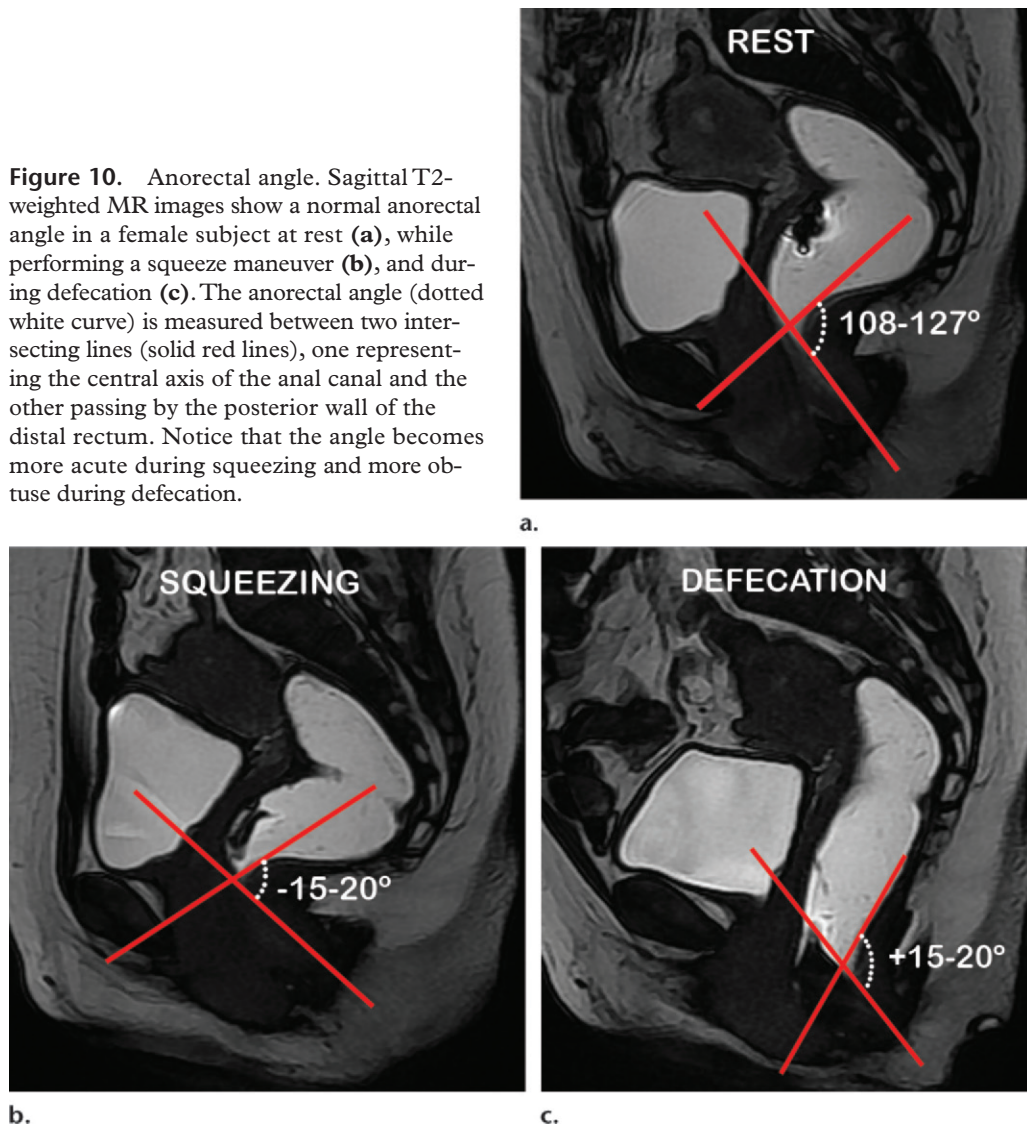 Figure 10. Anorectal angle. Sagittal T2-
weighted MR images show a normal anorectal
angle in a female subject at rest (a), while
performing a squeeze maneuver (b), and dur-
ing defecation (c). The anorectal angle (dotted
white curve) is measured between two inter-
secting lines (solid red lines), one represent-
ing the central axis of the anal canal and the
other passing by the posterior wall of the
distal rectum. Notice that the angle becomes
more acute during squeezing and more ob-
tuse during defecation.
REST
108-127º
a.
SQUEEZING
-15-20º
b.
DEFECATION
+15-20º
c.